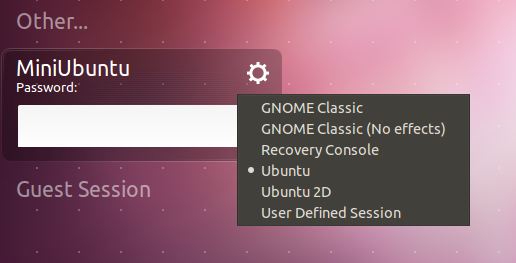 Other...
MiniUbuntu
Password:
GNOME Classic
GNOME Classic (No effects)
Recovery Console
Ubuntu
Ubuntu 2D
User Defined Session
Guest Session